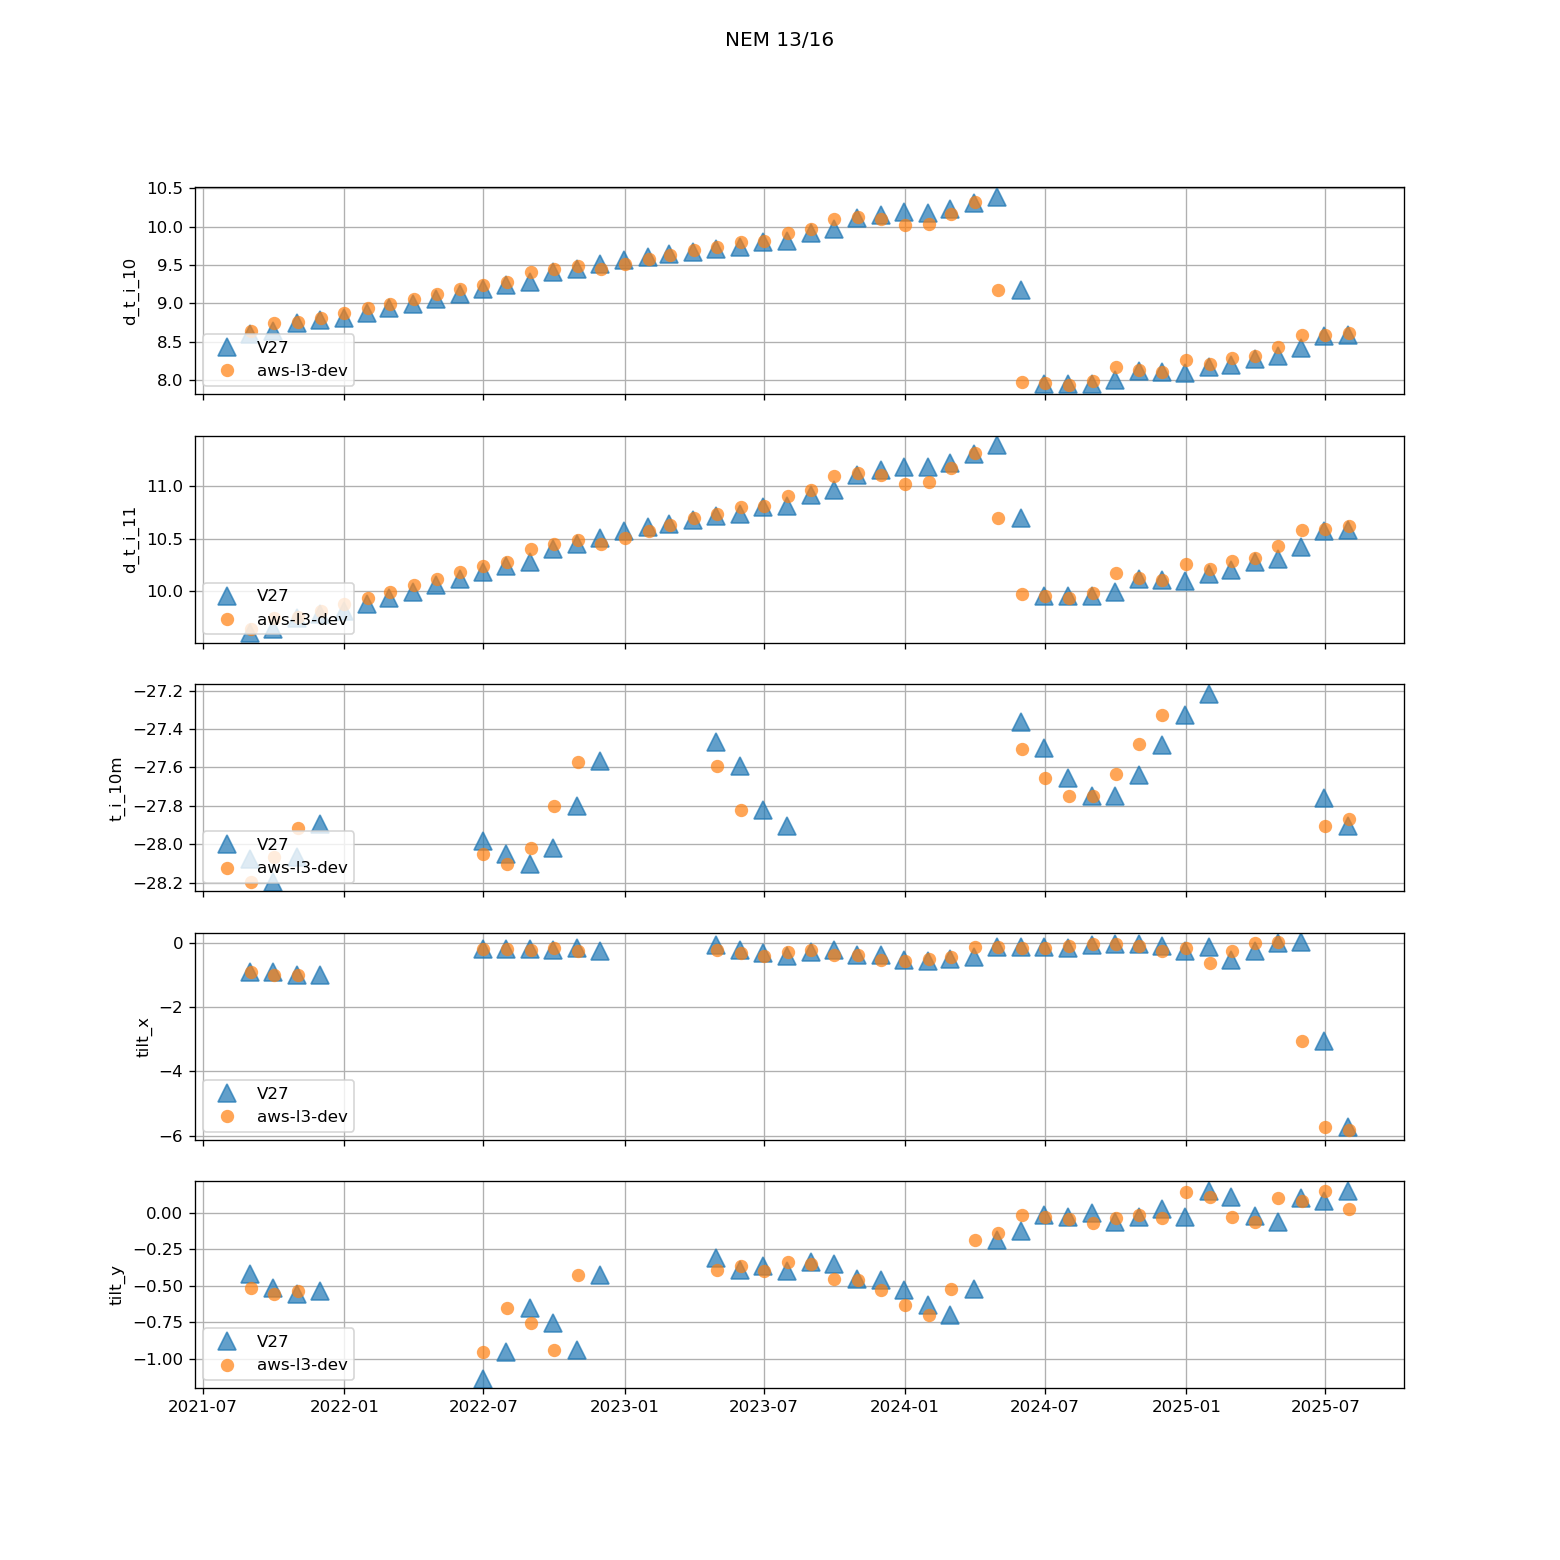 NEM 13/16
d_t_i_10
10.5
10.0
9.5
9.0
8.5
8.0
V27
aws-l3-dev
d_t_i_11
11.0
10.5
10.0
V27
aws-l3-dev
t_i_10m
−27.2
−27.4
−27.6
−27.8
−28.0
−28.2
V27
aws-l3-dev
tilt_x
0
−2
−4
−6
V27
aws-l3-dev
tilt_y
0.00
−0.25
−0.50
−0.75
−1.00
V27
aws-l3-dev
2021-07 2022-01 2022-07 2023-01 2023-07 2024-01 2024-07 2025-01 2025-07